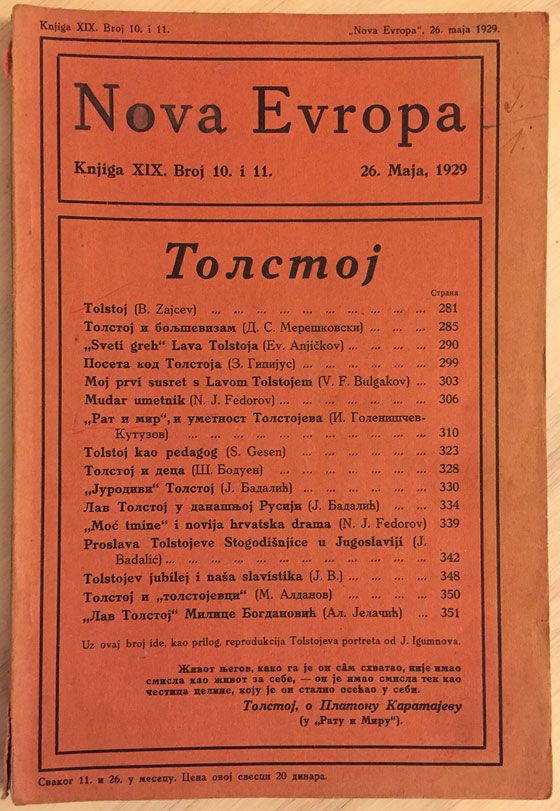 Knjiga XIX. Broj 10. i 11. „Nova Evropa“, 26. maja 1929.
Nova Evropa
Knjiga XIX. Broj 10. i 11. 26. Maja, 1929
Толстој
Страна
Tolstoj (B. Zajcev) ... ... ... ... ... ... ... ... ... ... 281
Толстој и бољшевизам (Д. С. Мерешковски) ... ... ... 285
„Sveti greh“ Lava Tolstoja (Ev. Anjičkov) ... ... ... ... 290
Посета код Толстоја (З. Гипијус) ... ... ... ... ... ... 299
Moj prvi susret s Lavom Tolstojem (V. F. Bulgakov) ... 303
Mudar umetnik (N. J. Fedorov) ... ... ... ... ... ... ... 306
„Рат и мир“, и уметност Толстојева (И. Голенишчев-
Кутузов) ... ... ... ... ... ... ... ... ... ... 310
Tolstoj kao pedagog (S. Gesen) ... ... ... ... ... ... 323
Толстој и деца (Ш. Бодуен) ... ... ... ... ... ... ... 328
„Јуродиви“ Толстој (Ј. Бадалић) ... ... ... ... ... ... 330
Лав Толстој у данашњој Русији (Ј. Бадалић) ... ... ... 334
„Moć tmine“ i novija hrvatska drama (N. J. Fedorov) 339
Proslava Tolstojeve Stogodišnjice u Jugoslaviji (J.
Badalić) ... ... ... ... ... ... ... ... ... ... ... 342
Tolstojev jubilej i naša slavistika (J. B.) ... ... ... ... 348
Толстој и „толстојевци“ (М. Алданов) ... ... ... ... 350
„Лав Толстој“ Милице Богдановић (Ал. Јелачић) ... 351
Uz ovaj broj ide, kao prilog, reprodukcija Tolstojeva portreta od J. Igumnova.
Живот његов, како га је он са̂м схватао, није имао
смисла као живот за себе, — он је имао смисла тек као
честица целине, коју је он стално осећао у себи.
Толстој, о Платону Каратајеву
(у „Рату и Миру“).
Сваког 11. и 26. у месецу. Цена овој свесци 20 динара.